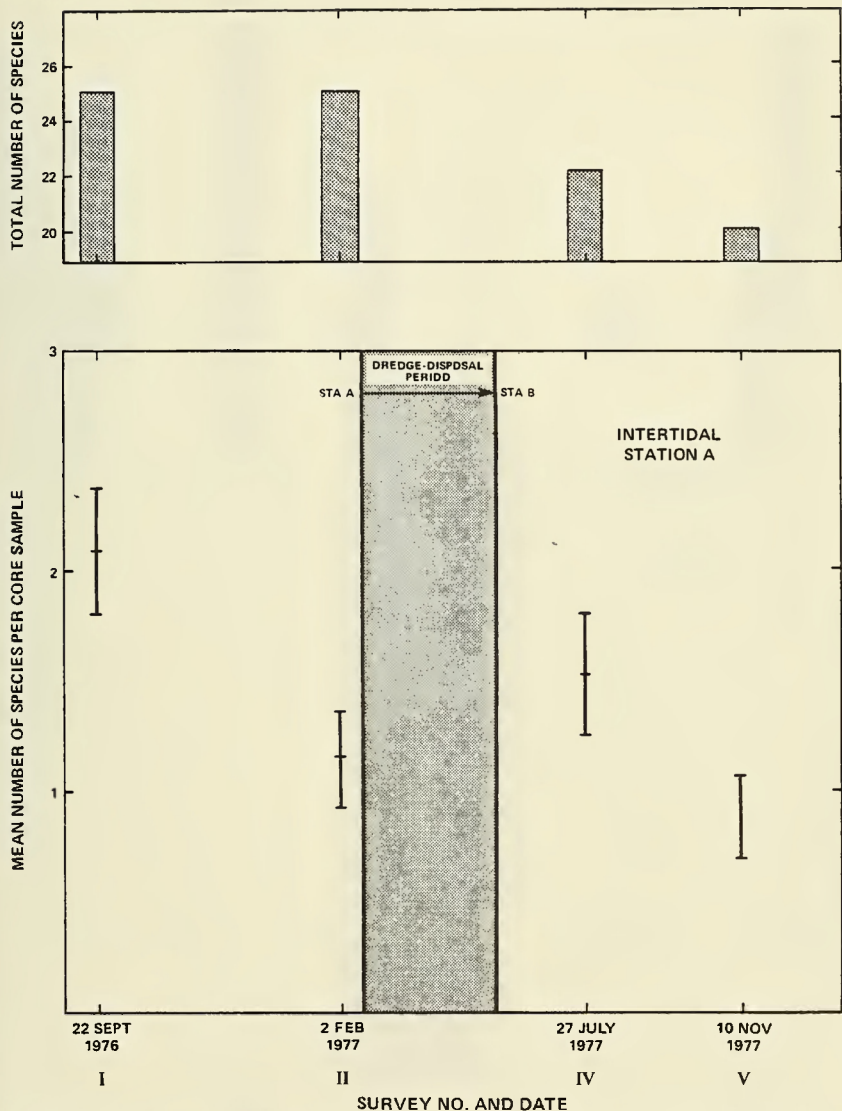 TOTAL NUMBER OF SPECIES
26
24
22
20
MEAN NUMBER OF SPECIES PER CORE SAMPLE
3
2
1
DREDGE-DISPDSAL
PERIDD
STA A
STA B
INTERTIDAL
STATION A
22 SEPT
1976
2 FEB
1977
27 JULY
1977
10 NOV
1977
I
II
IV
V
SURVEY NO. AND DATE